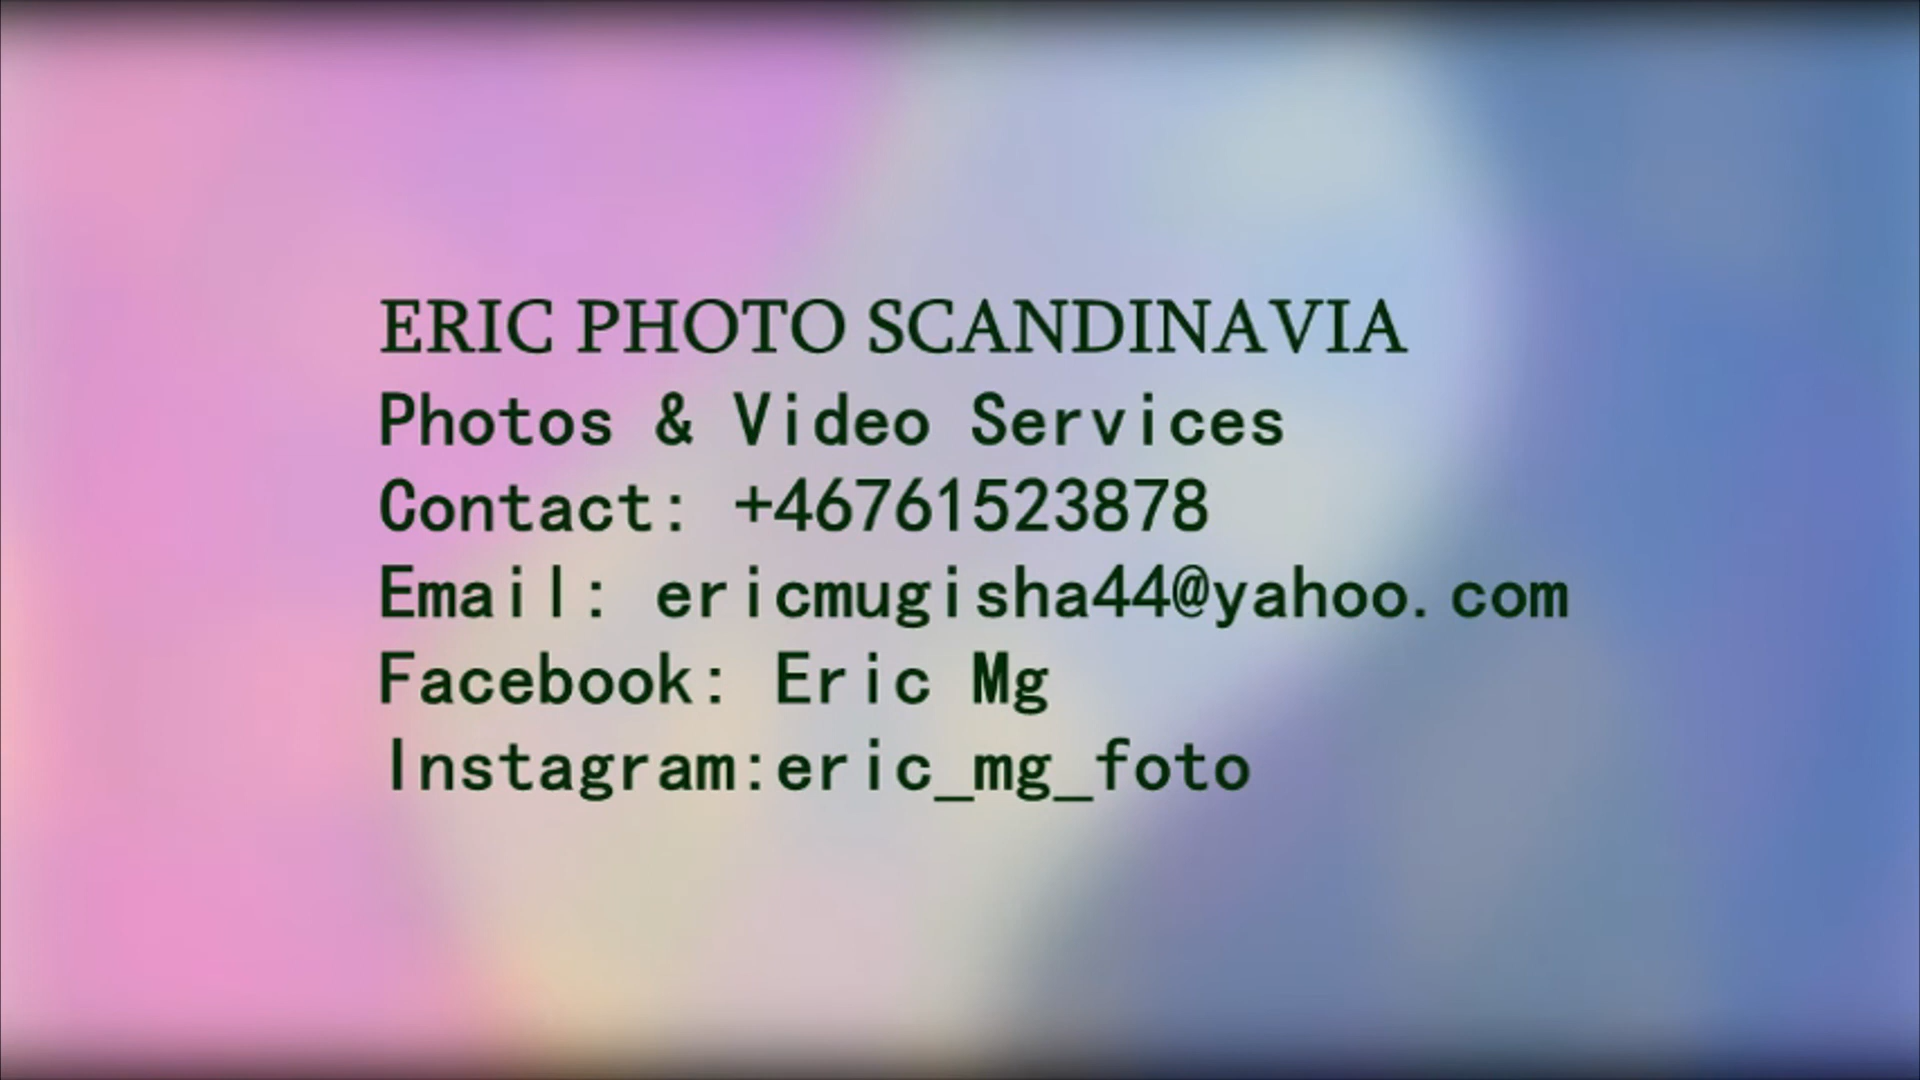 ERIC PHOTO SCANDINAVIA
Photos & Video Services
Contact: +46761523878
Email: ericmugisha44@yahoo.com
Facebook: Eric Mg
Instagram:eric_mg_foto